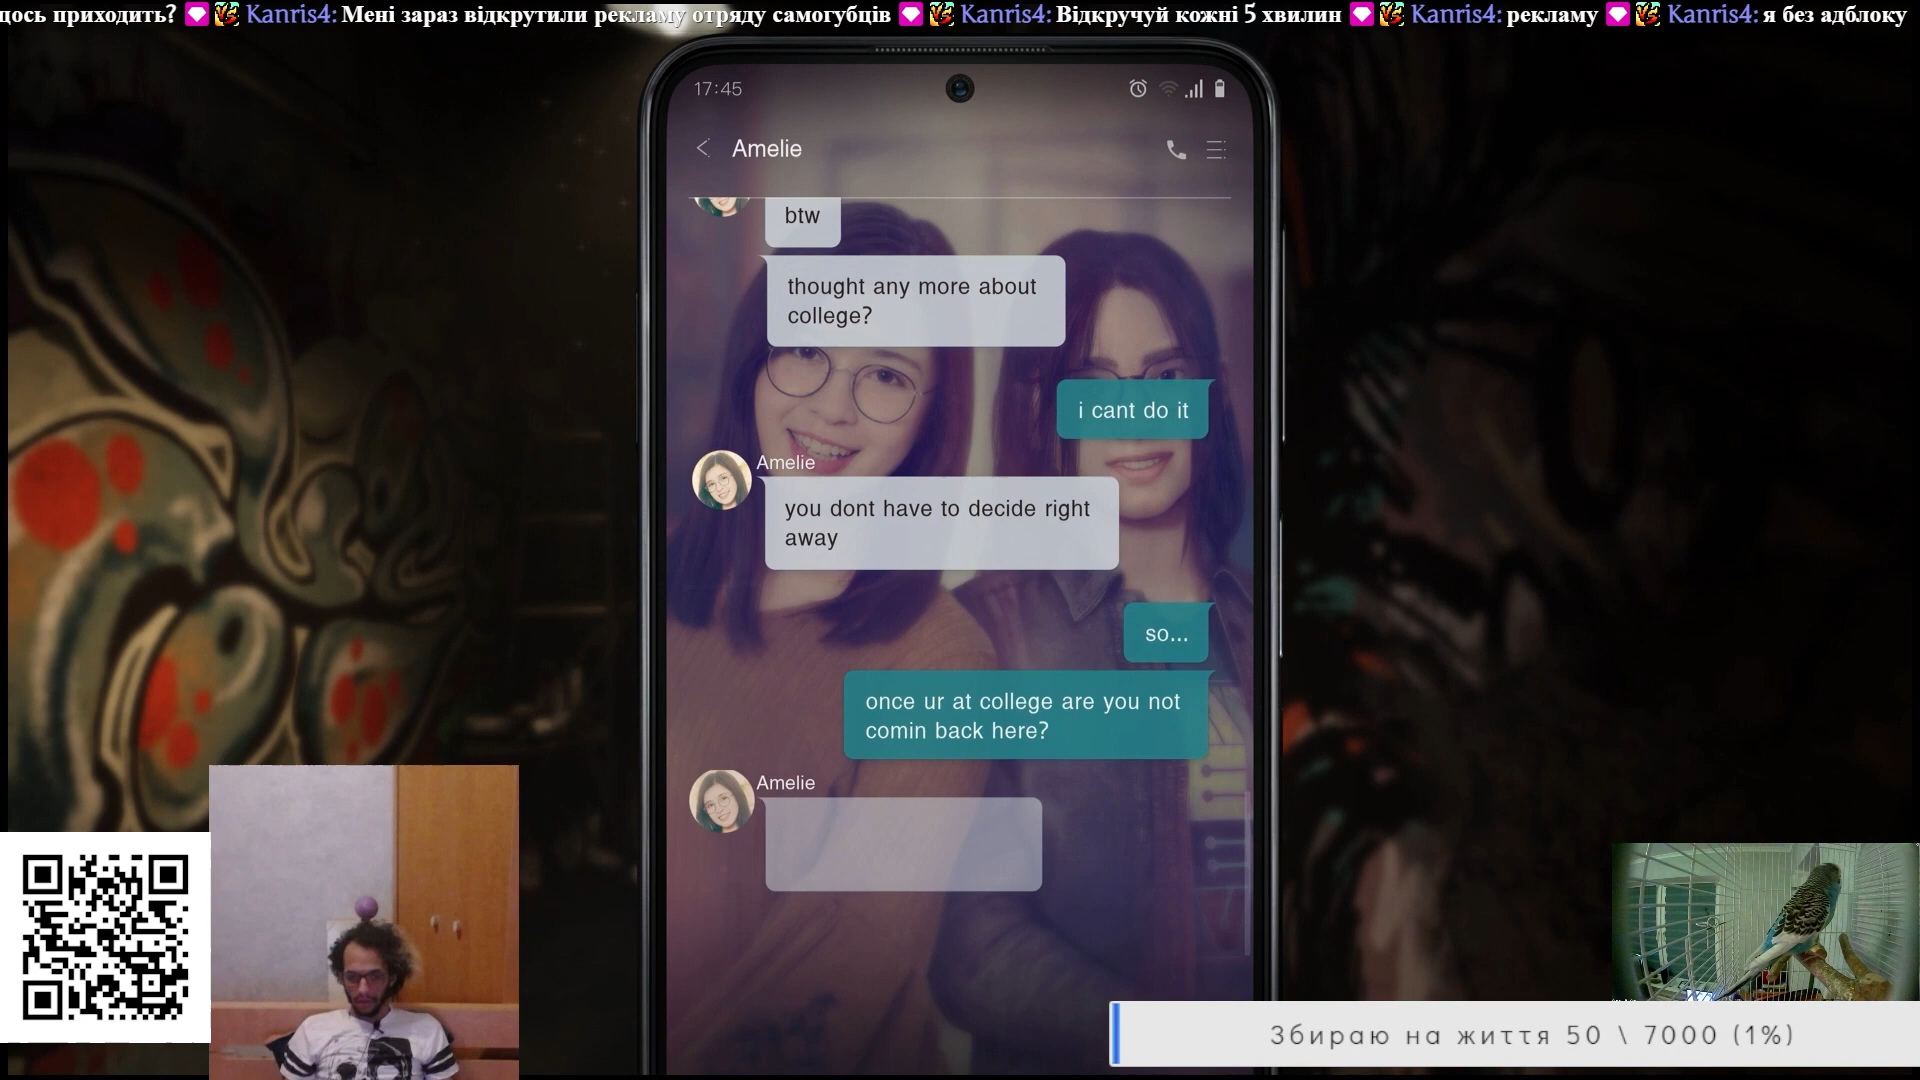 дось приходить? Kanris4: Мені зараз відкрутили рекламу отряду самогубців Kanris4: Відкручуй кожні 5 хвилин Kanris4: рекламу Kanris4: я без адблоку
17:45
Amelie
btw
thought any more about
college?
i cant do it
Amelie
you dont have to decide right
away
so...
once ur at college are you not
comin back here?
Amelie
Збираю на життя 50 \ 7000 (1%)